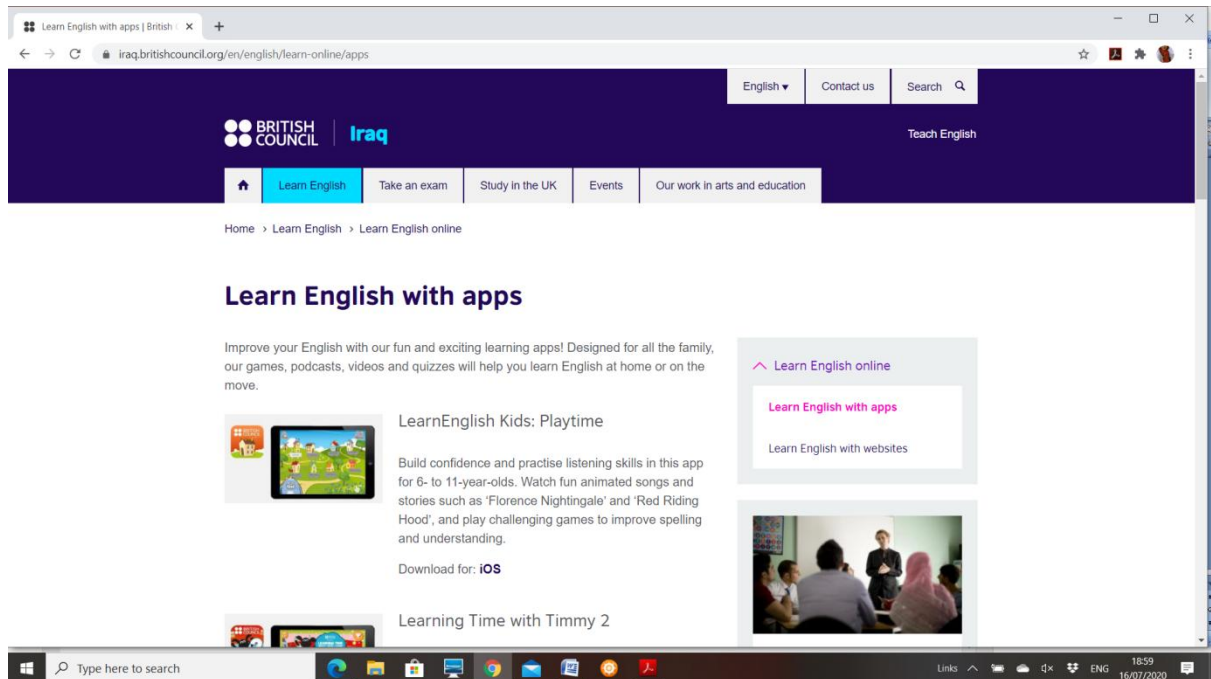 Learn English with apps | British
iraq.britishcouncil.org/en/english/learn-online/apps
English ▾ Contact us Search
BRITISH
COUNCIL
Iraq
Teach English
Learn English Take an exam Study in the UK Events Our work in arts and education
Home > Learn English > Learn English online
Learn English with apps
Improve your English with our fun and exciting learning apps! Designed for all the family,
our games, podcasts, videos and quizzes will help you learn English at home or on the
move.
LearnEnglish Kids: Playtime
Build confidence and practise listening skills in this app
for 6- to 11-year-olds. Watch fun animated songs and
stories such as ‘Florence Nightingale’ and ‘Red Riding
Hood’, and play challenging games to improve spelling
and understanding.
Download for: iOS
Learning Time with Timmy 2
Learn English online
Learn English with apps
Learn English with websites
Type here to search
Links
ENG
18:59
16/07/2020